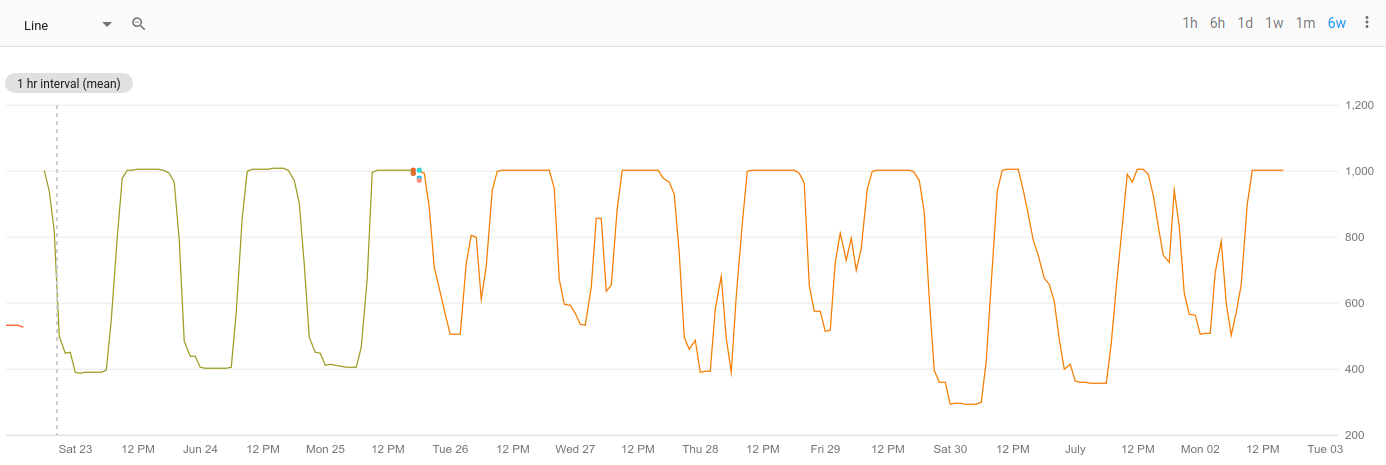 Line 1h 6h 1d 1w 1m 6w
1 hr interval (mean)
1,200
1,000
800
600
400
200
Sat 23 12 PM Jun 24 12 PM Mon 25 12 PM Tue 26 12 PM Wed 27 12 PM Thu 28 12 PM Fri 29 12 PM Sat 30 12 PM July 12 PM Mon 02 12 PM Tue 03